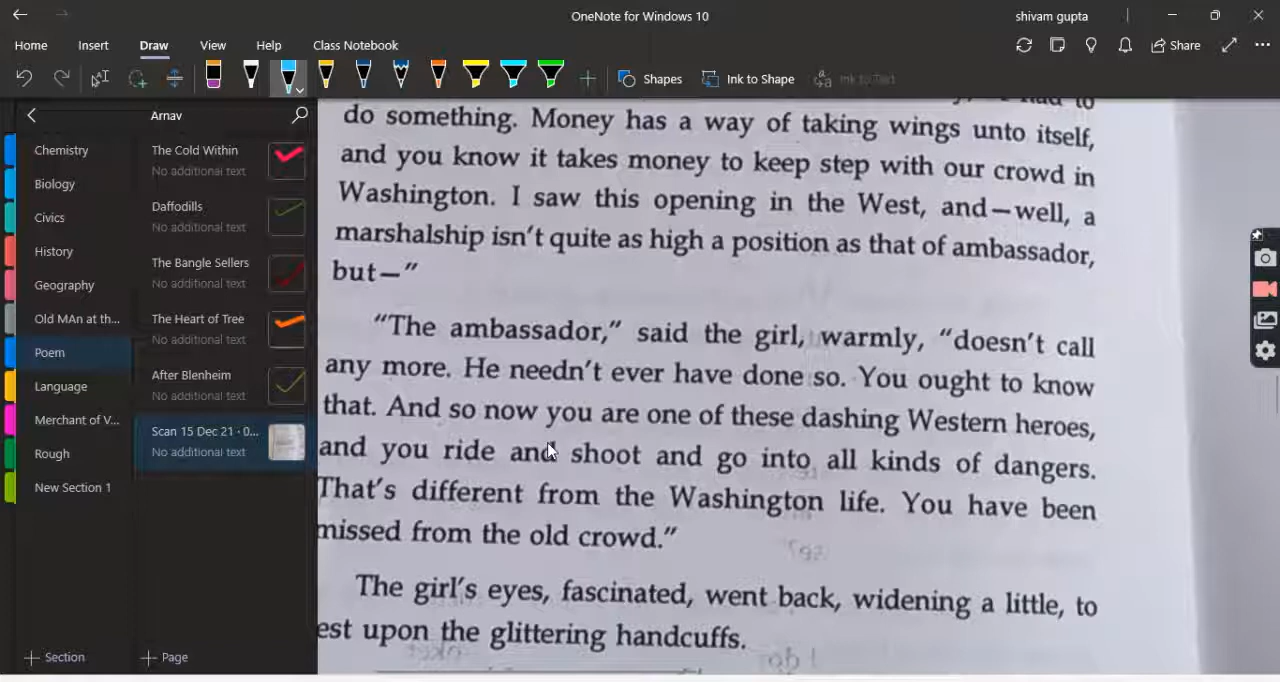 OneNote for Windows 10
shivam gupta
Home Insert Draw View Help Class Notebook
Share
Shapes
Ink to Shape
Ink to Text
Arnav
Chemistry
Biology
Civics
History
Geography
Old MAn at th...
Poem
Language
Merchant of V...
Rough
New Section 1
The Cold Within
No additional text
Daffodills
No additional text
The Bangle Sellers
No additional text
The Heart of Tree
No additional text
After Blenheim
No additional text
Scan 15 Dec 21 · 0...
No additional text
Section
Page
had to
do something. Money has a way of taking wings unto itself,
and you know it takes money to keep step with our crowd in
Washington. I saw this opening in the West, and—well, a
marshalship isn't quite as high a position as that of ambassador,
but—"
"The ambassador," said the girl, warmly, "doesn't call
any more. He needn't ever have done so. You ought to know
that. And so now you are one of these dashing Western heroes,
and you ride and shoot and go into all kinds of dangers.
That's different from the Washington life. You have been
missed from the old crowd."
The girl's eyes, fascinated, went back, widening a little, to
est upon the glittering handcuffs.